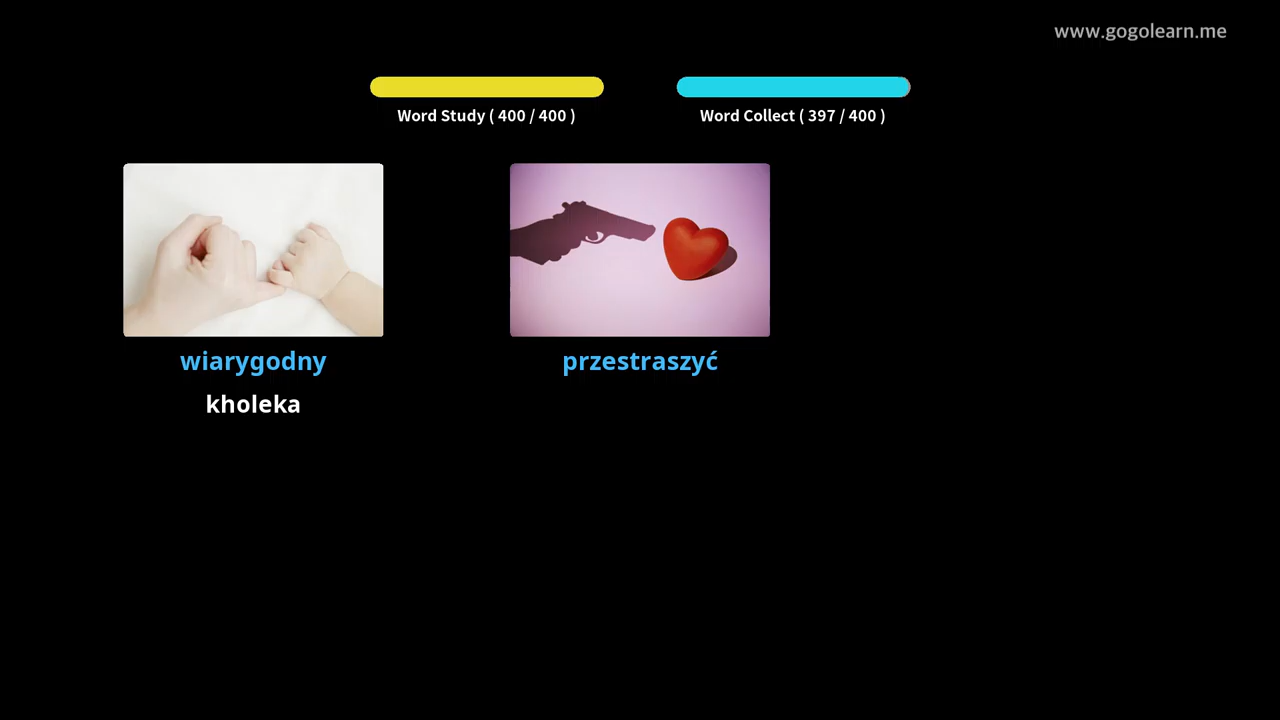 www.gogolearn.me
Word Study ( 400 / 400 )
Word Collect ( 397 / 400 )
wiarygodny
przestraszyć
kholeka